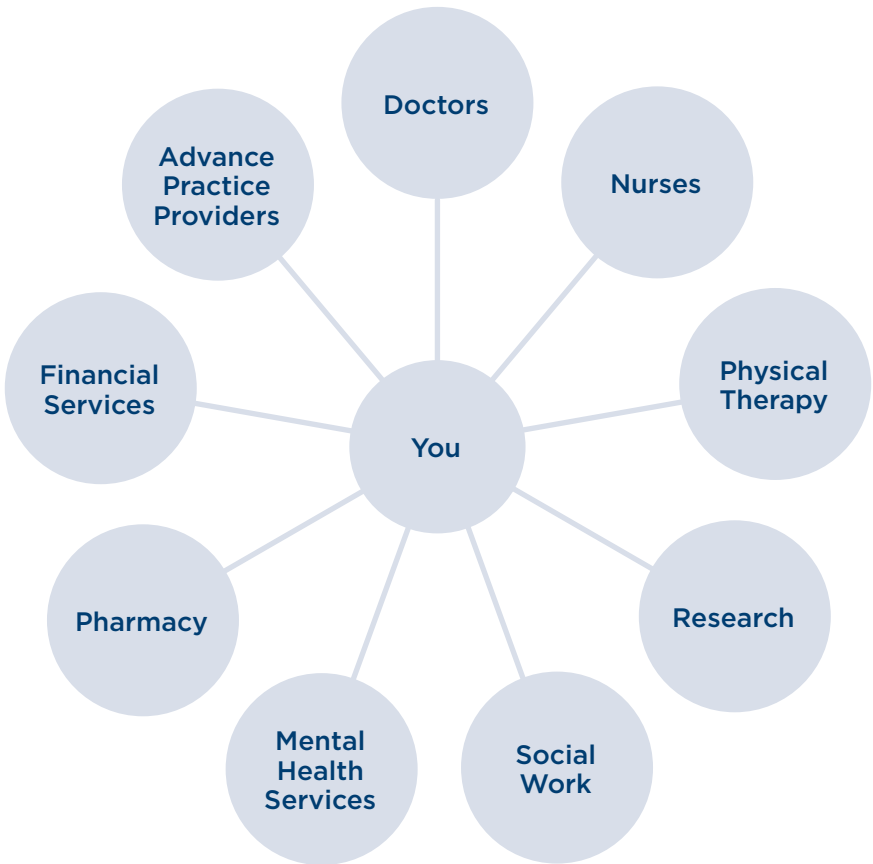 Doctors
Nurses
Advance
Practice
Providers
Physical
Therapy
Financial
Services
You
Research
Pharmacy
Mental
Health
Services
Social
Work